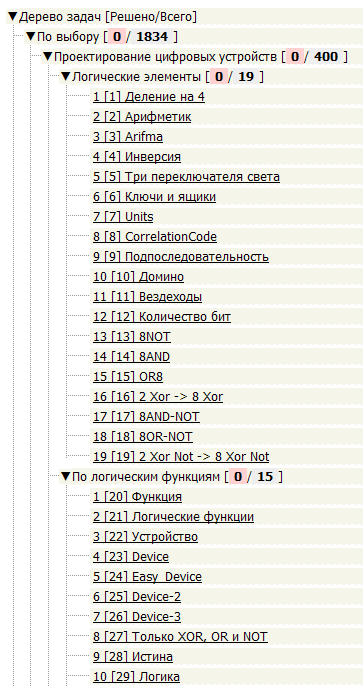 ▼Дерево задач [Решено/Всего]
▼По выбору [ 0 / 1834 ]
▼Проектирование цифровых устройств [ 0 / 400 ]
▼Логические элементы [ 0 / 19 ]
1 [1] Деление на 4
2 [2] Арифметик
3 [3] Arifma
4 [4] Инверсия
5 [5] Три переключателя света
6 [6] Ключи и ящики
7 [7] Units
8 [8] CorrelationCode
9 [9] Подпоследовательность
10 [10] Домино
11 [11] Вездеходы
12 [12] Количество бит
13 [13] 8NOT
14 [14] 8AND
15 [15] OR8
16 [16] 2 Xor -> 8 Xor
17 [17] 8AND-NOT
18 [18] 8OR-NOT
19 [19] 2 Xor Not -> 8 Xor Not
▼По логическим функциям [ 0 / 15 ]
1 [20] Функция
2 [21] Логические функции
3 [22] Устройство
4 [23] Device
5 [24] Easy_Device
6 [25] Device-2
7 [26] Device-3
8 [27] Только XOR, OR и NOT
9 [28] Истина
10 [29] Логика